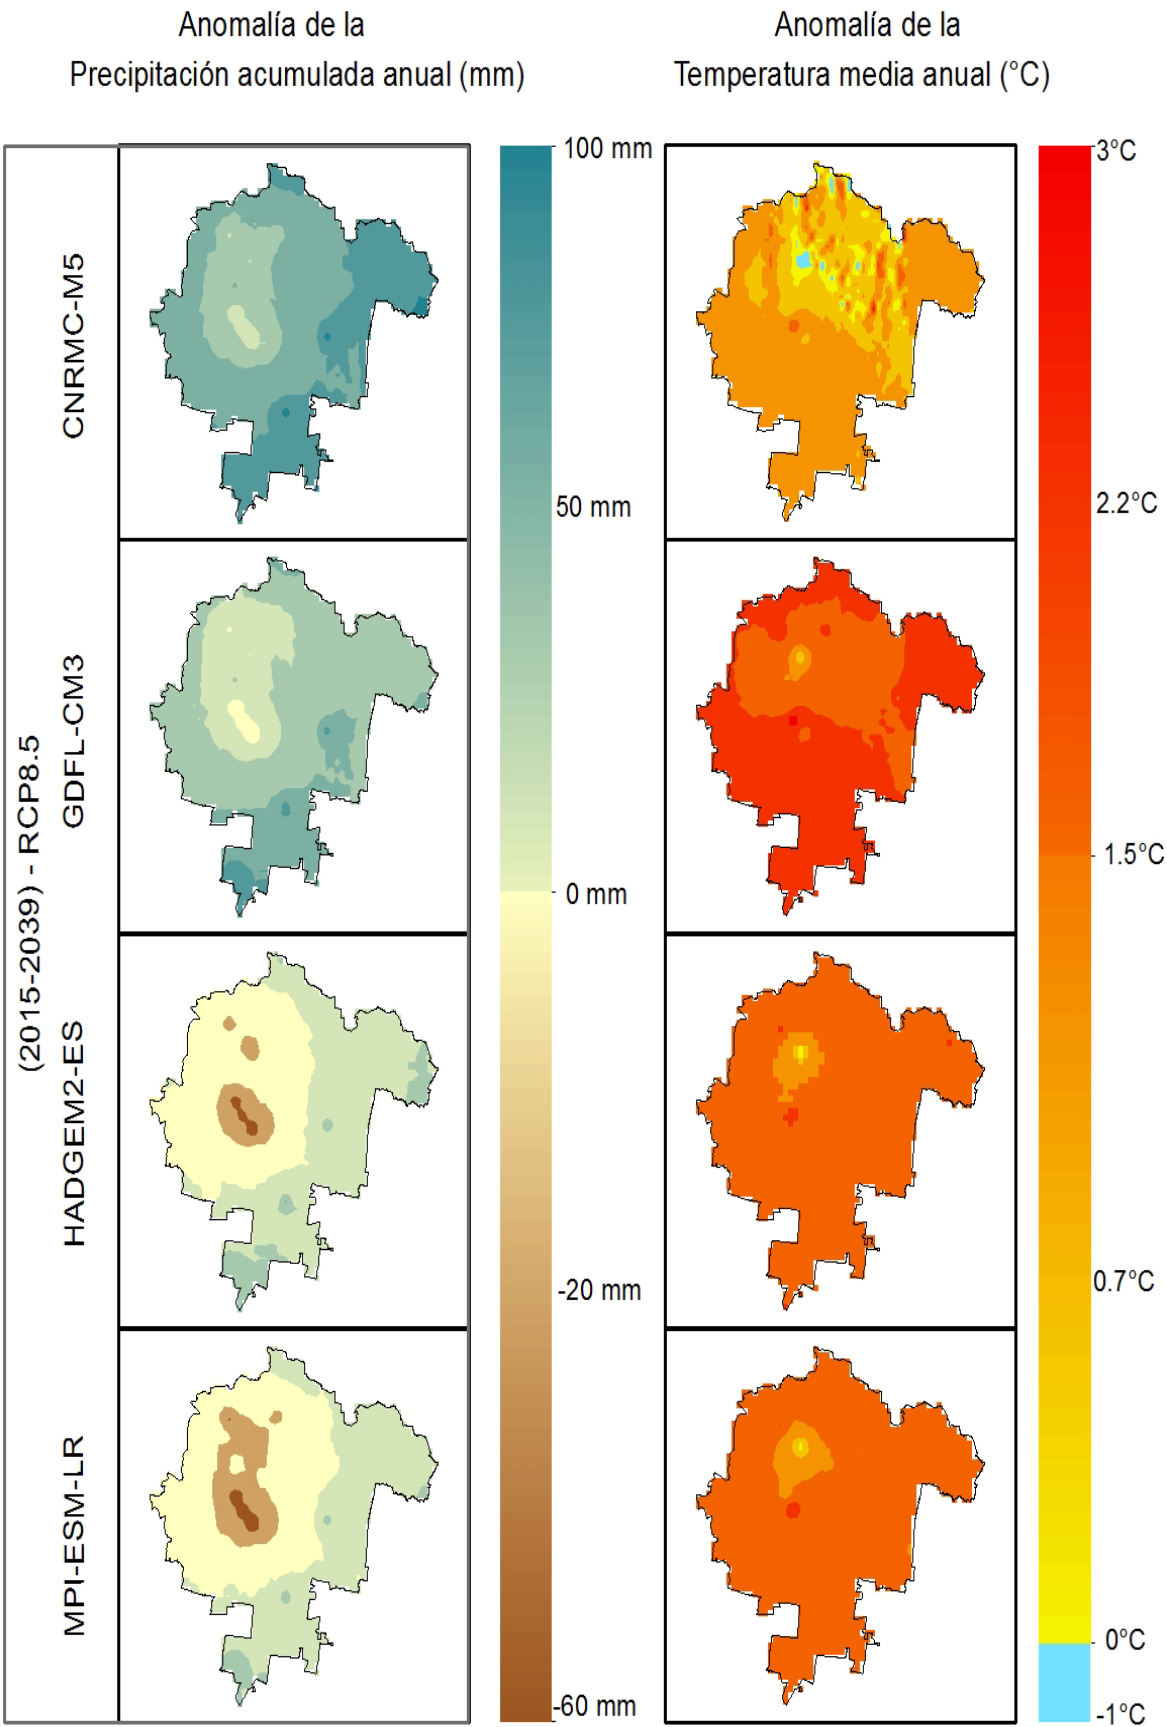 Anomalía de la
Precipitación acumulada anual (mm)
Anomalía de la
Temperatura media anual (°C)
(2015-2039) - RCP8.5
CNRMC-M5
GDFL-CM3
HADGEM2-ES
MPI-ESM-LR
100 mm
50 mm
0 mm
-20 mm
-60 mm
3°C
2.2°C
1.5°C
0.7°C
0°C
-1°C